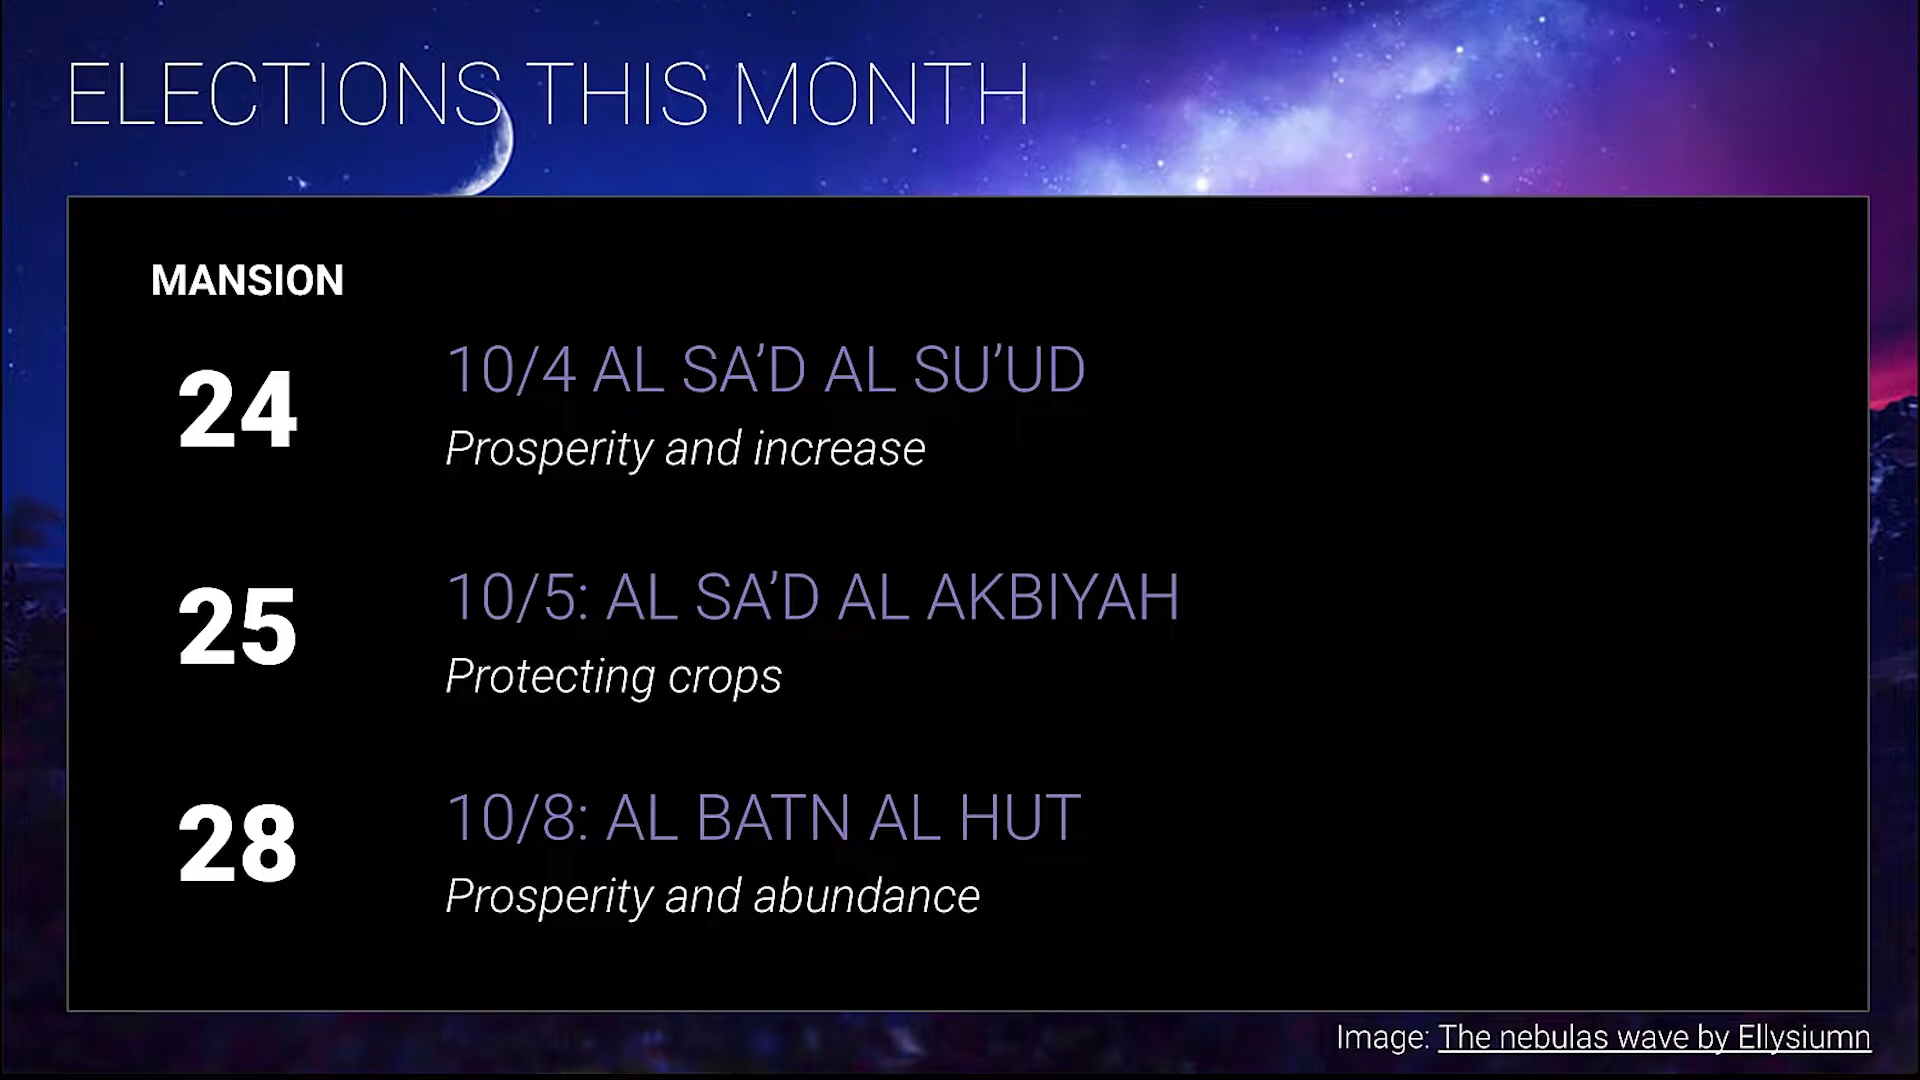 ELECTIONS THIS MONTH
MANSION
24
10/4 AL SA’D AL SU’UD
Prosperity and increase
25
10/5: AL SA’D AL AKBIYAH
Protecting crops
28
10/8: AL BATN AL HUT
Prosperity and abundance
Image: The nebulas wave by Ellysiumn